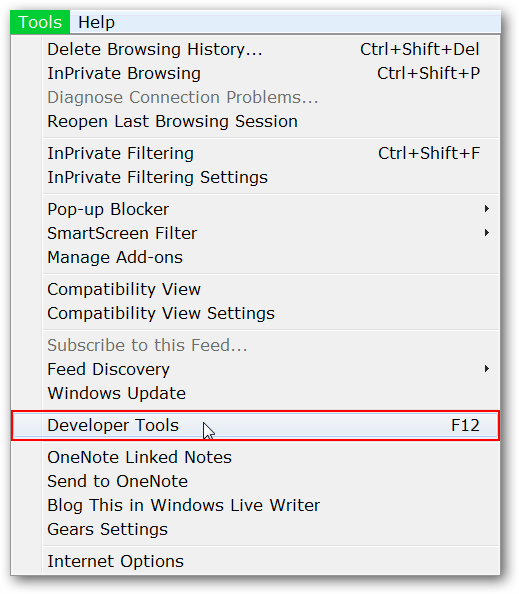 Tools Help
Delete Browsing History... Ctrl+Shift+Del
InPrivate Browsing Ctrl+Shift+P
Diagnose Connection Problems...
Reopen Last Browsing Session
InPrivate Filtering Ctrl+Shift+F
InPrivate Filtering Settings
Pop-up Blocker
SmartScreen Filter
Manage Add-ons
Compatibility View
Compatibility View Settings
Subscribe to this Feed...
Feed Discovery
Windows Update
Developer Tools F12
OneNote Linked Notes
Send to OneNote
Blog This in Windows Live Writer
Gears Settings
Internet Options